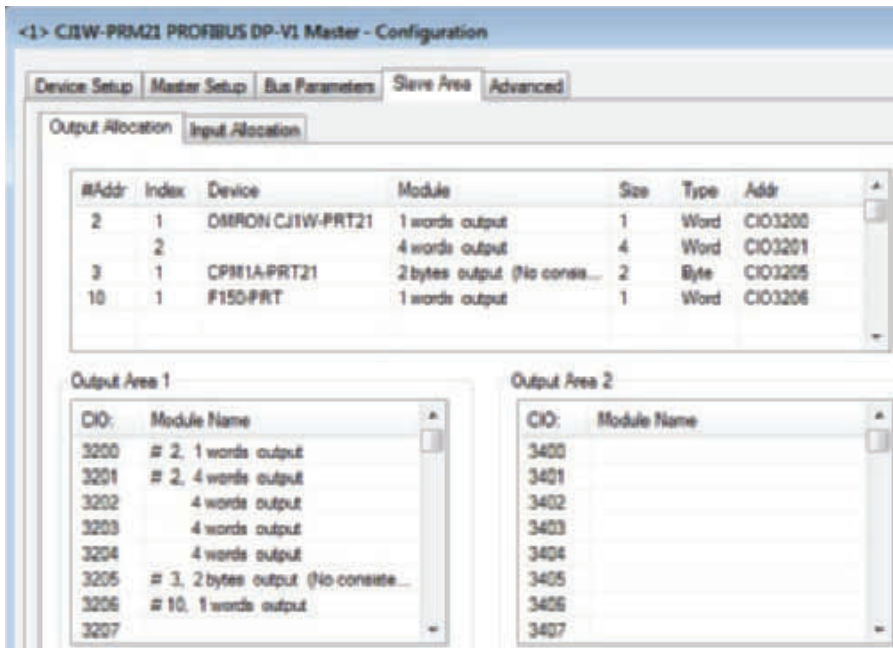 <1> CJ1W-PRM21 PROFIBUS DP-V1 Master - Configuration
Device Setup Master Setup Bus Parameters Slave Area Advanced
Output Allocation Input Allocation
#Addr Index Device Module Size Type Addr
2 1 OMRON CJ1W-PRT21 1 words output 1 Word CIO3200
2 4 words output 4 Word CIO3201
3 1 CPM1A-PRT21 2 bytes output (No consis... 2 Byte CIO3205
10 1 F150-PRT 1 words output 1 Word CIO3206
Output Area 1 Output Area 2
CIO: Module Name CIO: Module Name
3200 # 2, 1 words output 3400
3201 # 2, 4 words output 3401
3202 4 words output 3402
3203 4 words output 3403
3204 4 words output 3404
3205 # 3, 2 bytes output (No consiste... 3405
3206 # 10, 1 words output 3406
3207 3407